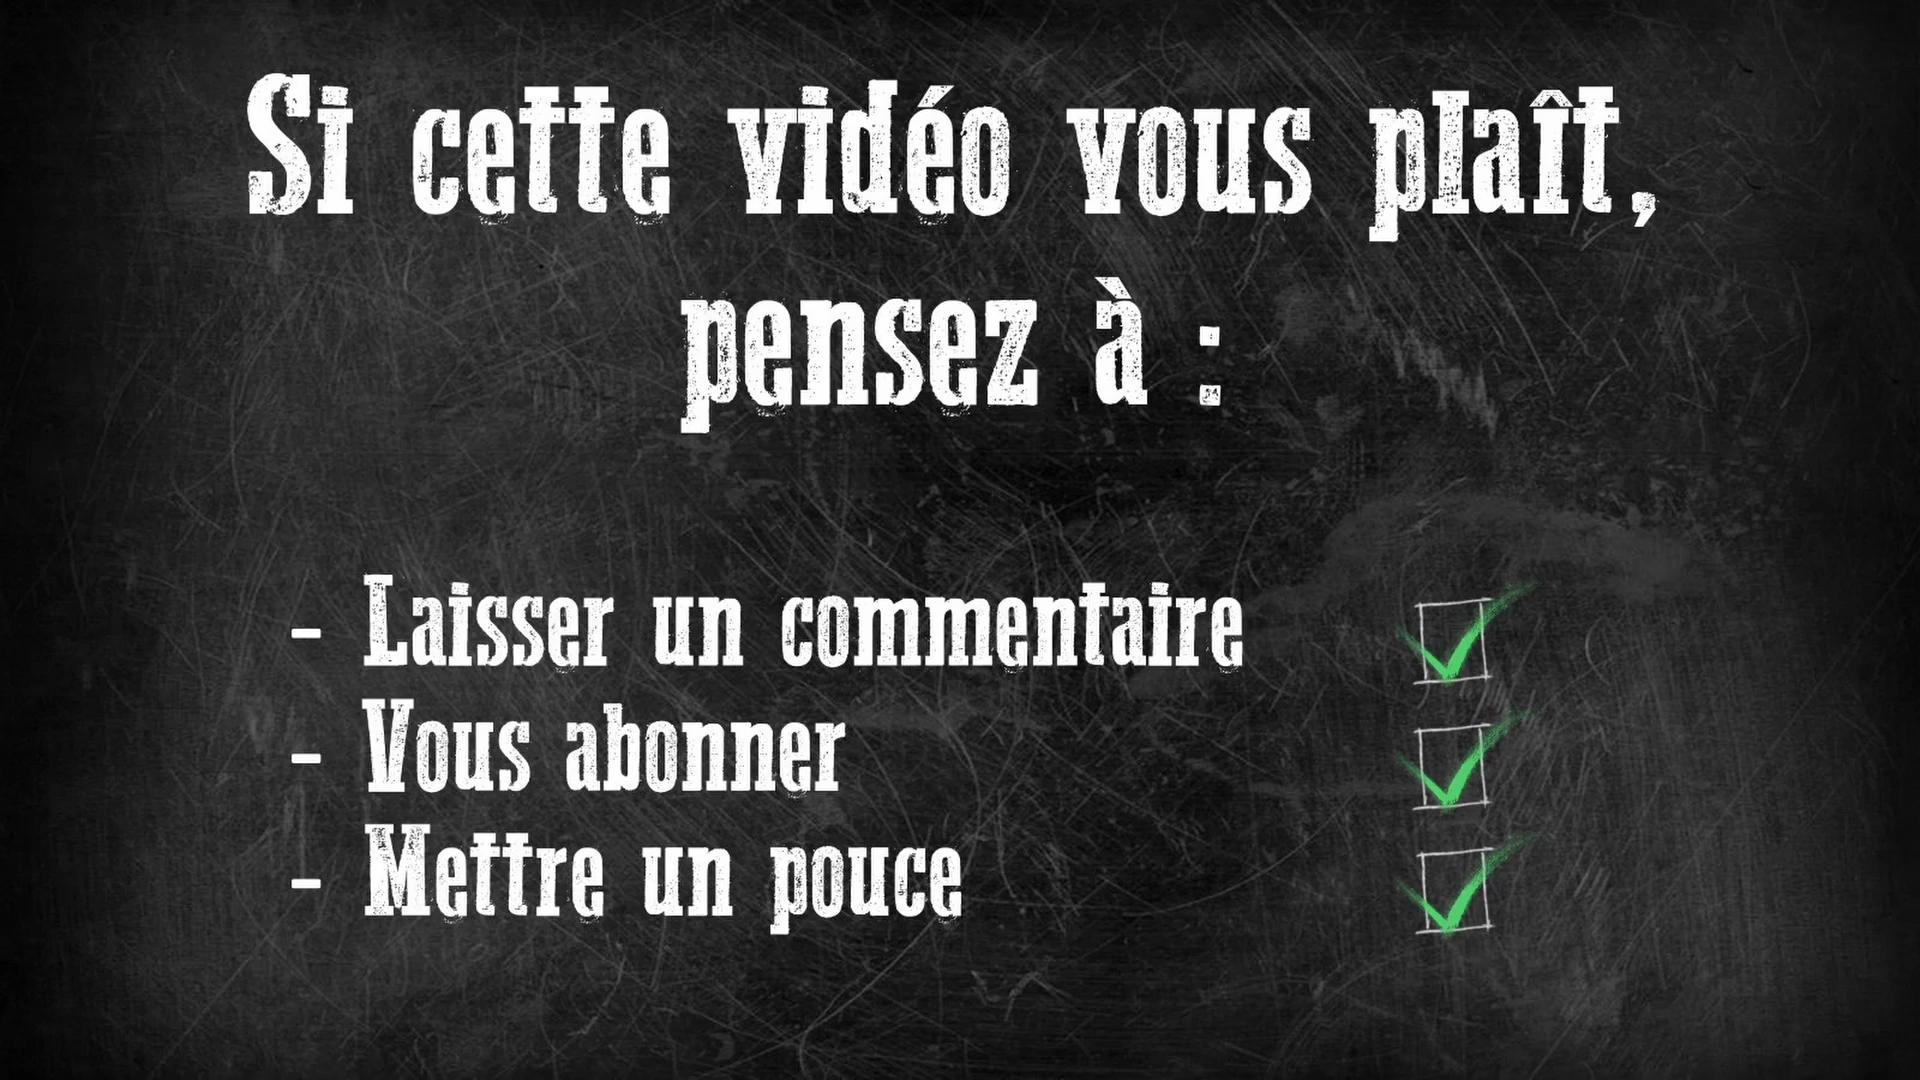 Si cette vidéo vous plaît,
pensez à :
- Laisser un commentaire
- Vous abonner
- Mettre un pouce